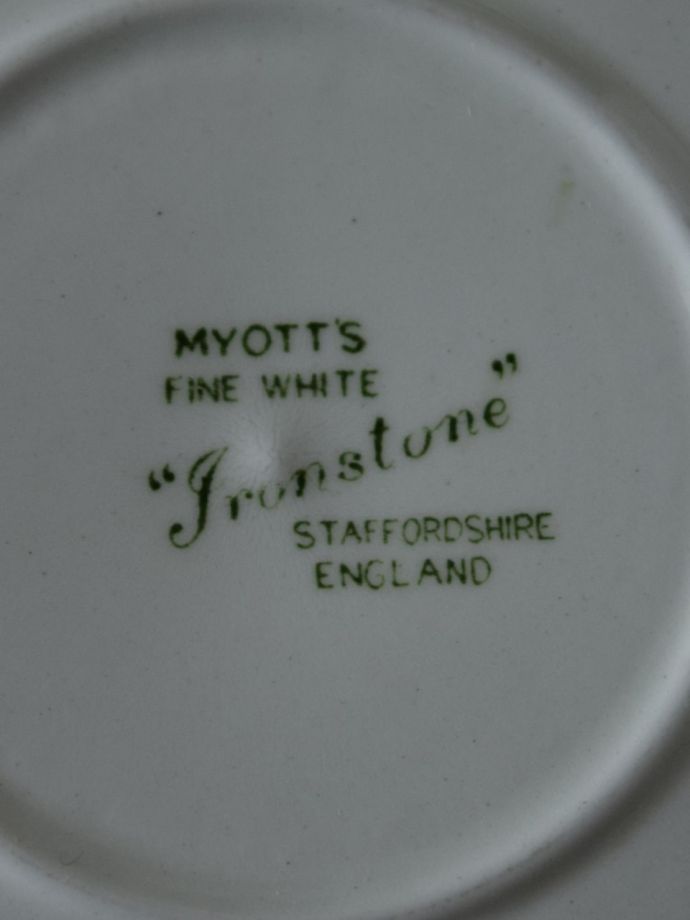 MYOTT'S
FINE WHITE
“Ironstone”
STAFFORDSHIRE
ENGLAND